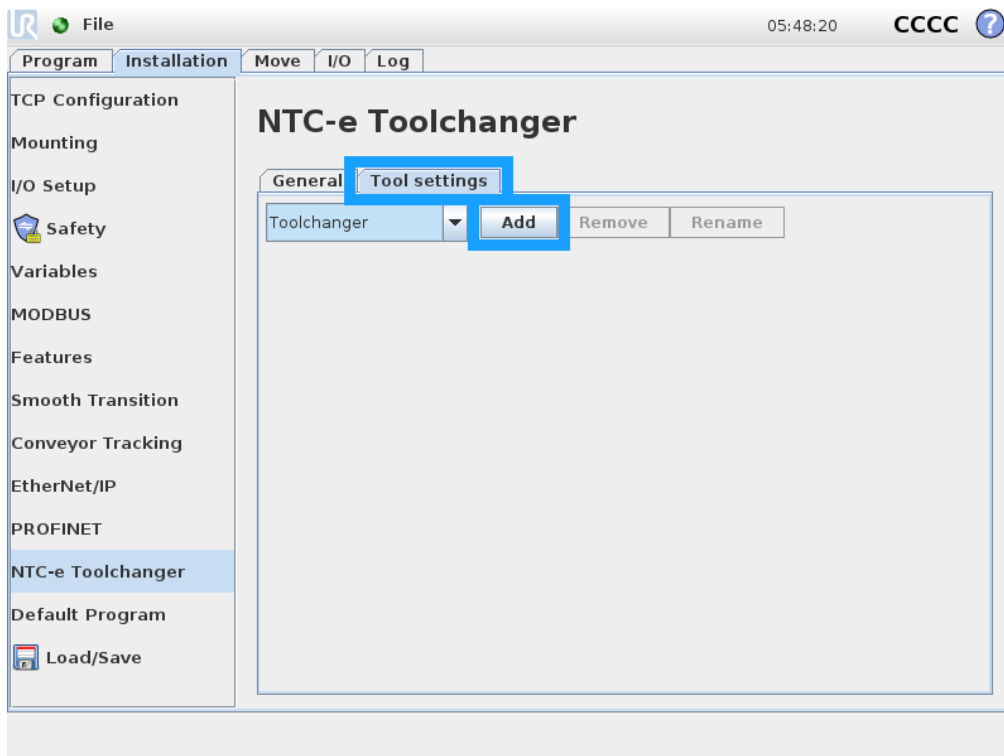 UR File 05:48:20 CCCC ?
Program Installation Move I/O Log
TCP Configuration
Mounting
I/O Setup
Safety
Variables
MODBUS
Features
Smooth Transition
Conveyor Tracking
EtherNet/IP
PROFINET
NTC-e Toolchanger
Default Program
Load/Save
NTC-e Toolchanger
General Tool settings
Toolchanger Add Remove Rename